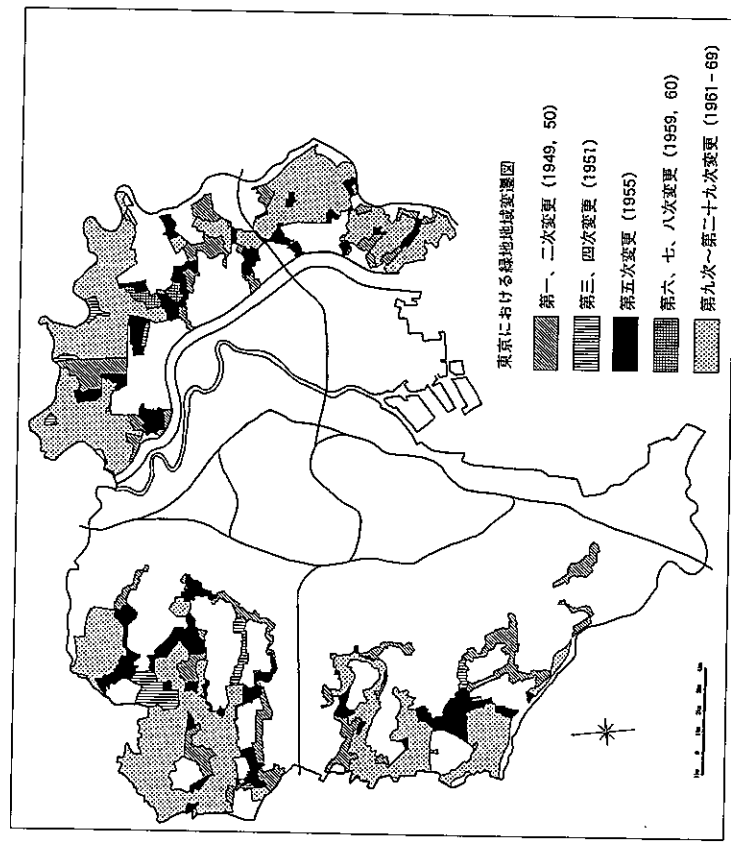 東京における緑地地域変遷図
第一、二次変更 (1949, 50)
第三、四次変更 (1951)
第五次変更 (1955)
第六、七、八次変更 (1959, 60)
第九次〜第二十九次変更 (1961-69)